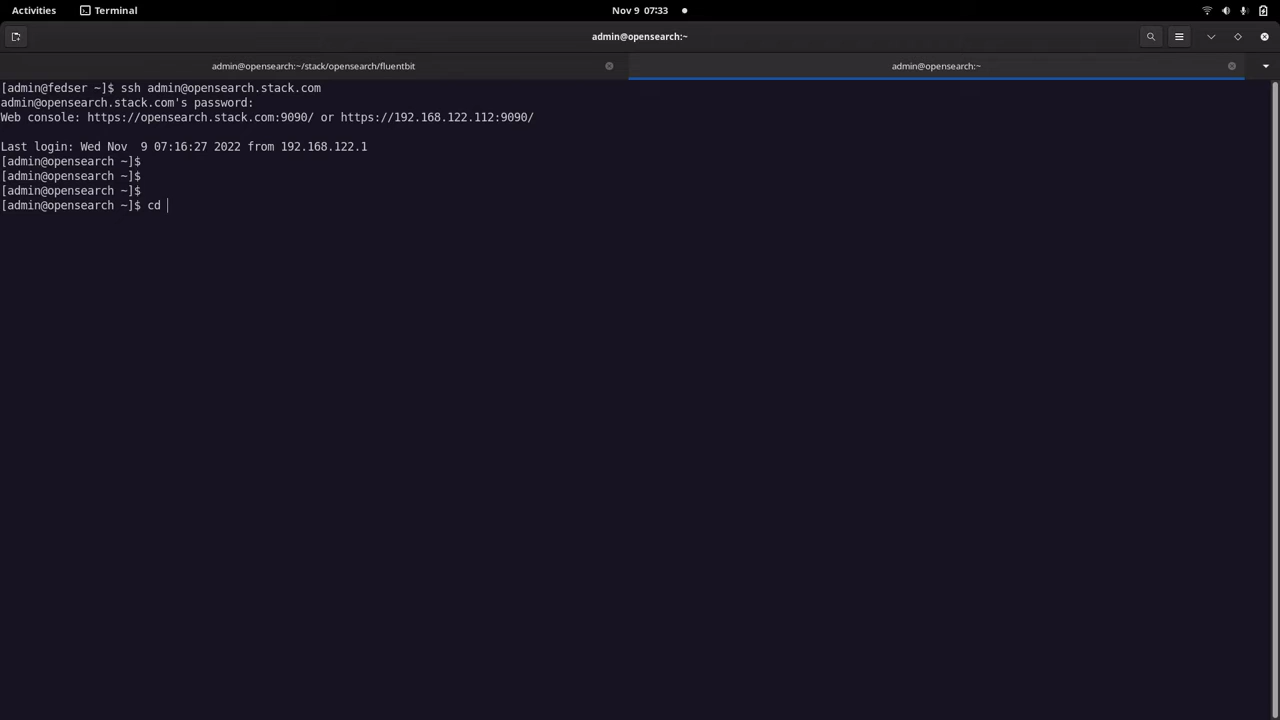 Activities Terminal Nov 9 07:33
admin@opensearch:~
admin@opensearch:~/stack/opensearch/fluentbit admin@opensearch:~
[admin@fedser ~]$ ssh admin@opensearch.stack.com
admin@opensearch.stack.com's password:
Web console: https://opensearch.stack.com:9090/ or https://192.168.122.112:9090/
Last login: Wed Nov  9 07:16:27 2022 from 192.168.122.1
[admin@opensearch ~]$
[admin@opensearch ~]$
[admin@opensearch ~]$
[admin@opensearch ~]$ cd